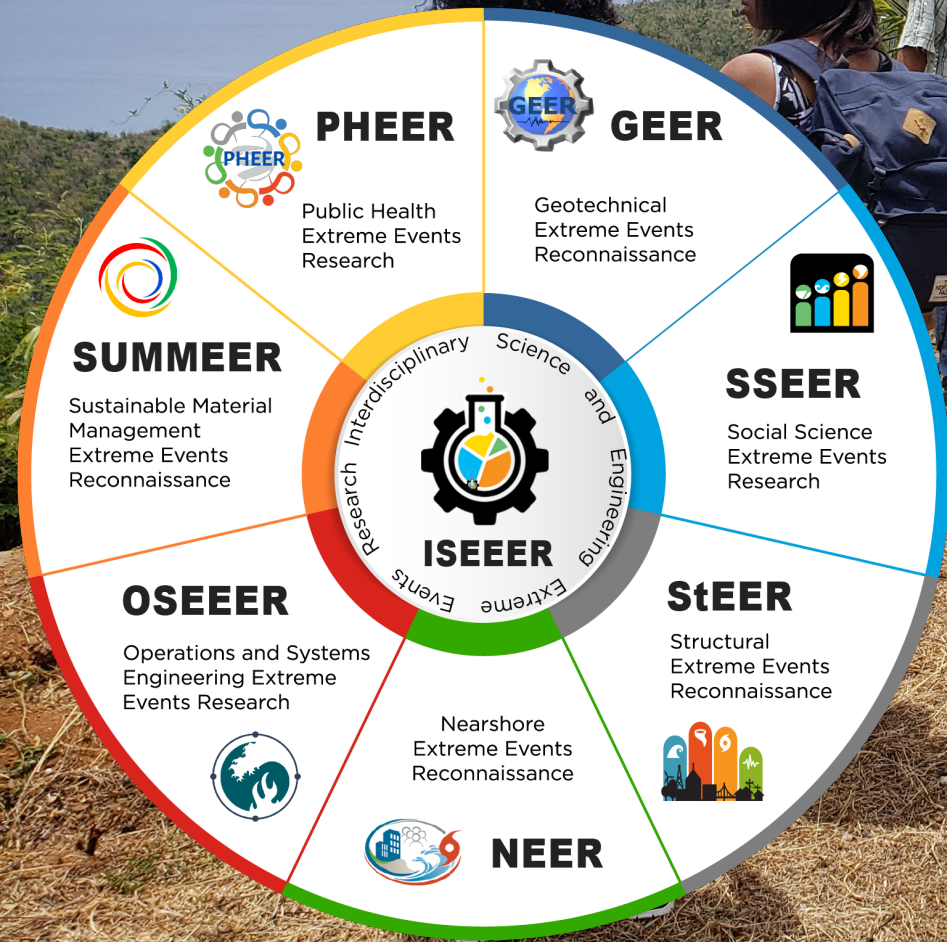 PHEER
PHEER
Public Health
Extreme Events
Research
GEER
GEER
Geotechnical
Extreme Events
Reconnaissance
SSEER
Social Science
Extreme Events
Research
StEER
Structural
Extreme Events
Reconnaissance
Nearshore
Extreme Events
Reconnaissance
NEER
OSEEER
Operations and Systems
Engineering Extreme
Events Research
SUMMEER
Sustainable Material
Management
Extreme Events
Reconnaissance
Interdisciplinary Science and Engineering Extreme Events Research
ISEEER